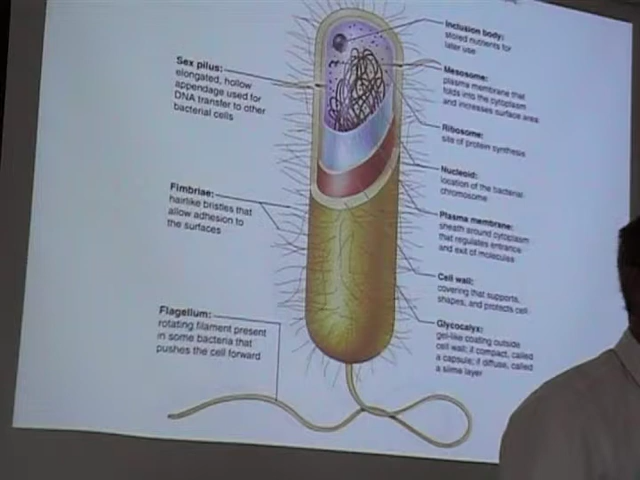 Inclusion body:
stored nutrients for
later use
Sex pilus:
elongated, hollow
appendage used for
DNA transfer to other
bacterial cells
Mesosome:
plasma membrane that
folds into the cytoplasm
and increases surface area
Ribosome:
site of protein synthesis
Nucleoid:
location of the bacterial
chromosome
Fimbriae:
hairlike bristles that
allow adhesion to
the surfaces
Plasma membrane:
sheath around cytoplasm
that regulates entrance
and exit of molecules
Cell wall:
covering that supports,
shapes, and protects cell
Flagellum:
rotating filament present
in some bacteria that
pushes the cell forward
Glycocalyx:
gel-like coating outside
cell wall; if compact, called
a capsule; if diffuse, called
a slime layer